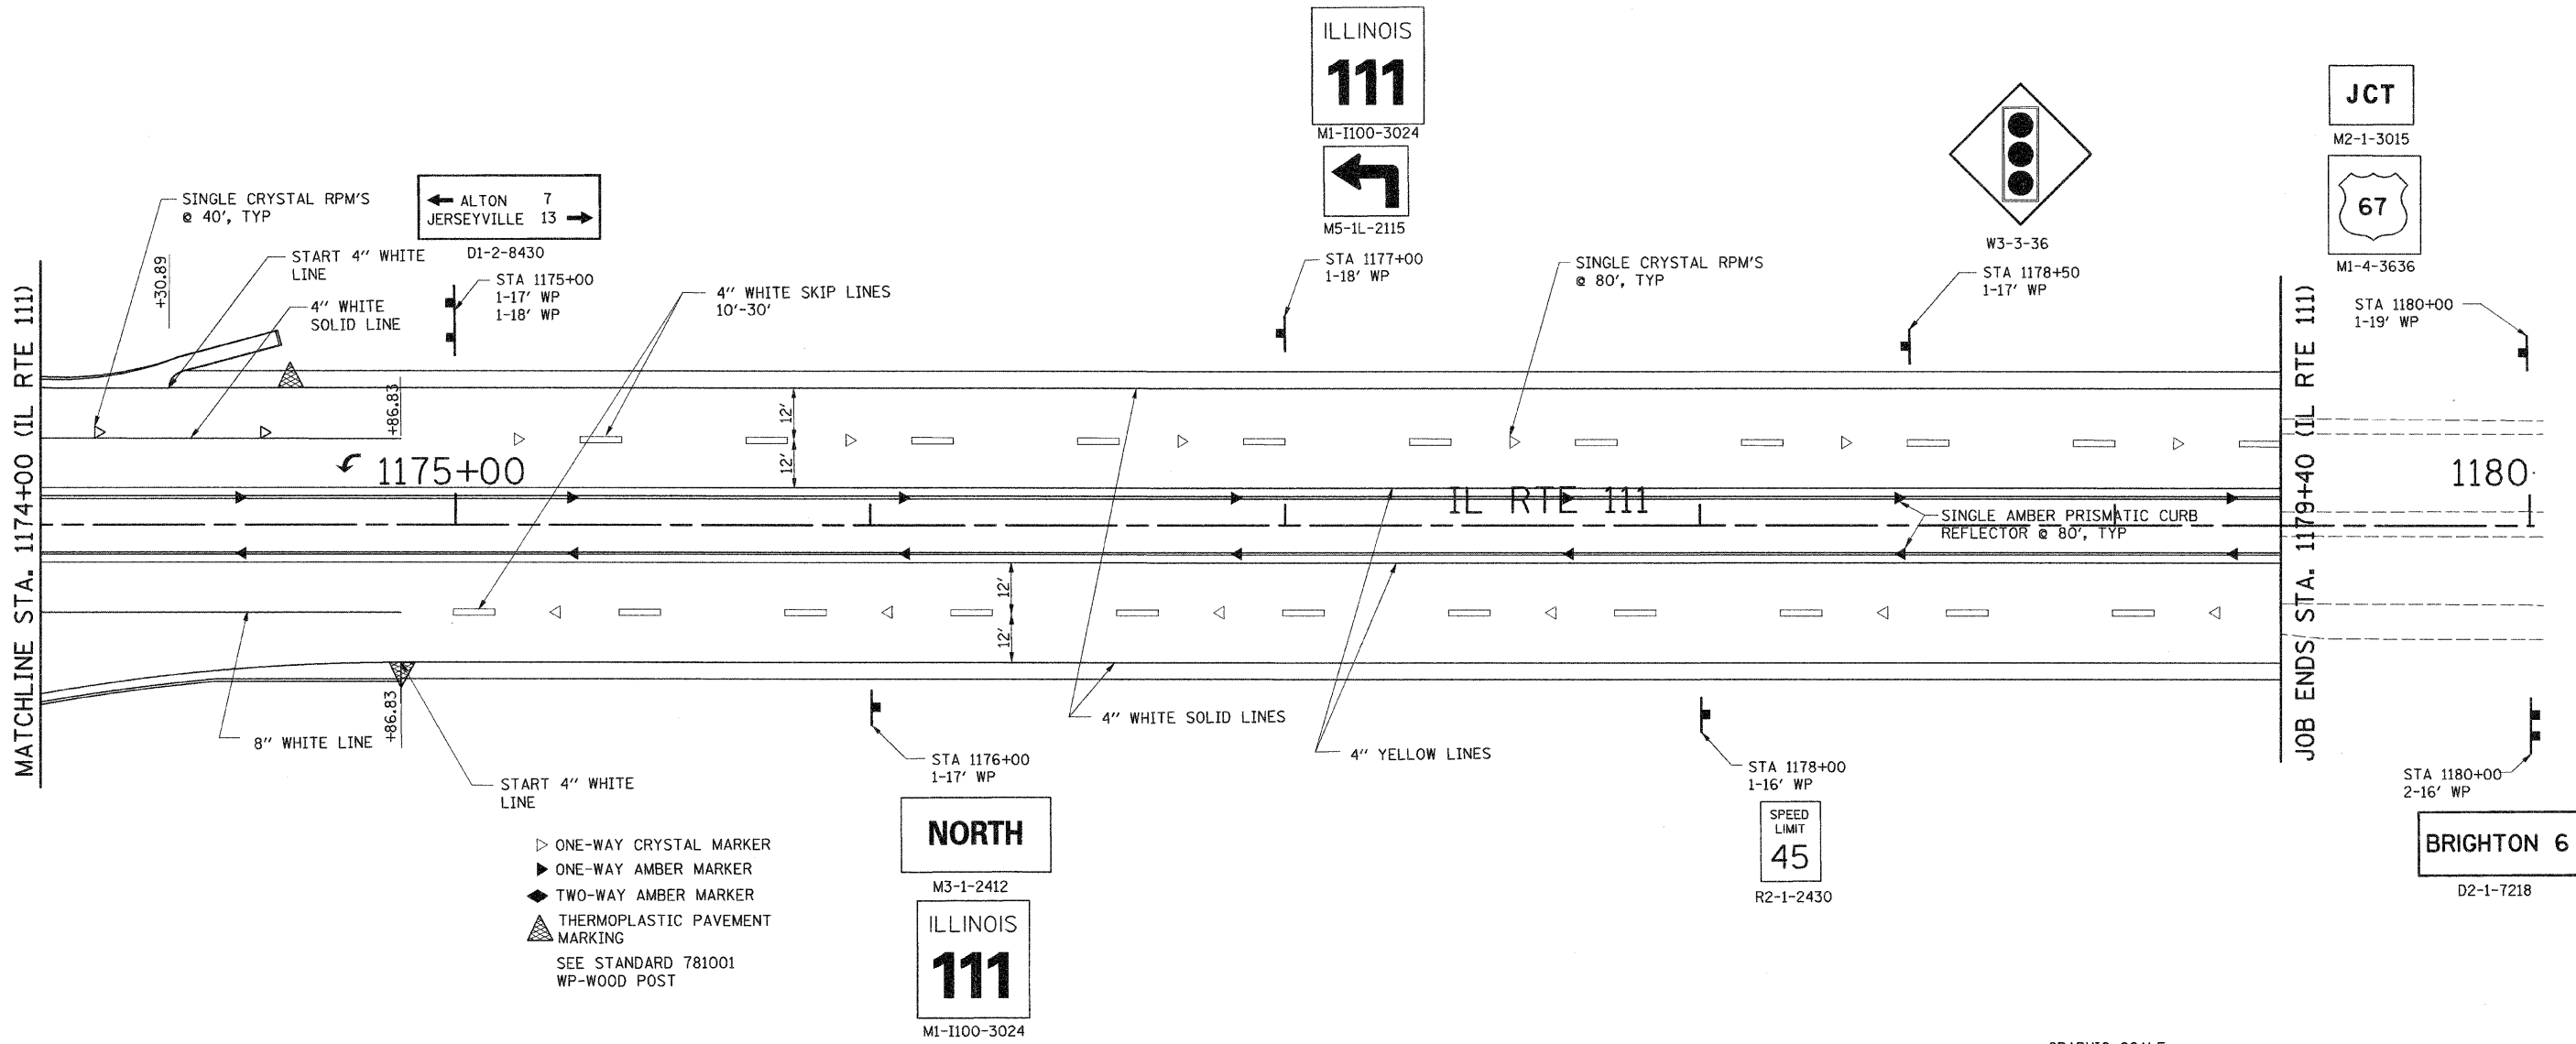 ILLINOIS
111
M1-I100-3024
M5-1L-2115
STA 1177+00
1-18' WP
JCT
M2-1-3015
67
M1-4-3636
W3-3-36
STA 1178+50
1-17' WP
STA 1180+00
1-19' WP
SINGLE CRYSTAL RPM'S
@ 40', TYP
← ALTON 7
JERSEYVILLE 13 →
D1-2-8430
STA 1175+00
1-17' WP
1-18' WP
START 4" WHITE
LINE
+30.89
4" WHITE
SOLID LINE
4" WHITE SKIP LINES
10'-30'
SINGLE CRYSTAL RPM'S
@ 80', TYP
MATCHLINE STA. 1174+00 (IL RTE 111)
+86.83
12'
12'
1175+00
IL RTE 111
1180
SINGLE AMBER PRISMATIC CURB
REFLECTOR @ 80', TYP
JOB ENDS STA. 1179+40 (IL RTE 111)
12'
12'
+86.83
8" WHITE LINE
START 4" WHITE
LINE
4" WHITE SOLID LINES
4" YELLOW LINES
STA 1176+00
1-17' WP
NORTH
M3-1-2412
ILLINOIS
111
M1-I100-3024
STA 1178+00
1-16' WP
SPEED
LIMIT
45
R2-1-2430
STA 1180+00
2-16' WP
BRIGHTON 6
D2-1-7218
ONE-WAY CRYSTAL MARKER
ONE-WAY AMBER MARKER
TWO-WAY AMBER MARKER
THERMOPLASTIC PAVEMENT
MARKING
SEE STANDARD 781001
WP-WOOD POST